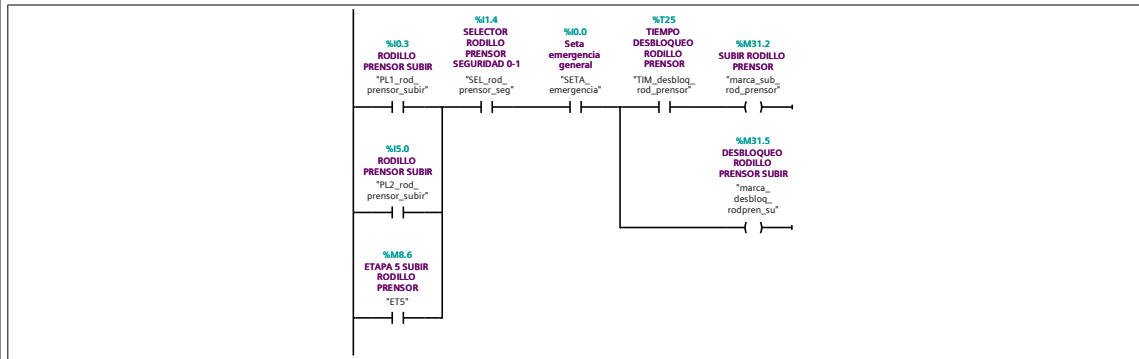 %I0.3
RODILLO
PRENSOR SUBIR
"PL1_rod_
prensor_subir"
%I1.4
SELECTOR
RODILLO
PRENSOR
SEGURIDAD 0-1
"SEL_rod_
prensor_seg"
%I0.0
Seta
emergencia
general
"SETA_
emergencia"
%T25
TIEMPO
DESBLOQUEO
RODILLO
PRENSOR
"TIM_desbloq_
rod_prensor"
%M31.2
SUBIR RODILLO
PRENSOR
"marca_sub_
rod_prensor"
%M31.5
DESBLOQUEO
RODILLO
PRENSOR SUBIR
"marca_
desbloq_
rodpren_su"
%I5.0
RODILLO
PRENSOR SUBIR
"PL2_rod_
prensor_subir"
%M8.6
ETAPA 5 SUBIR
RODILLO
PRENSOR
"ET5"